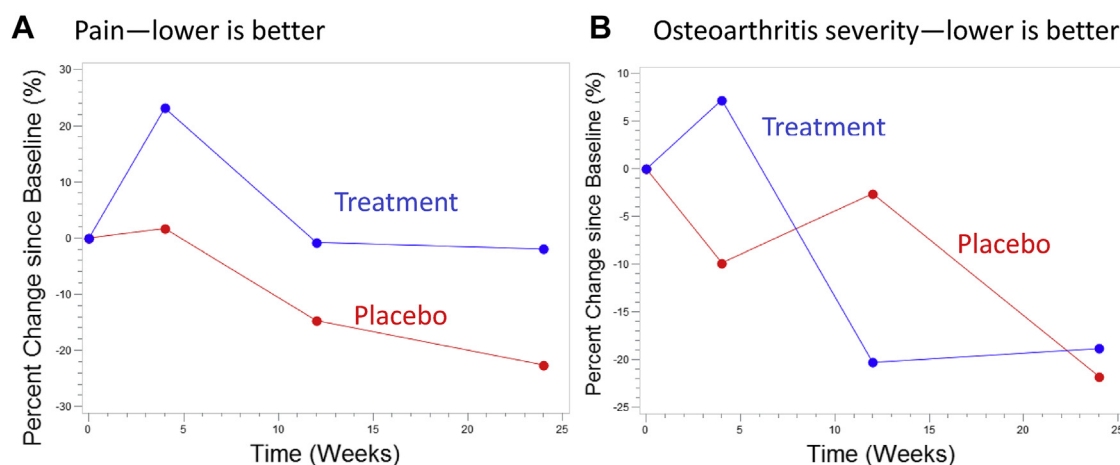 A Pain—lower is better
Percent Change since Baseline (%)
30
20
10
0
-10
-20
-30
Treatment
Placebo
0 5 10 15 20 25
Time (Weeks)
B Osteoarthritis severity—lower is better
Percent Change since Baseline (%)
10
5
0
-5
-10
-15
-20
-25
Treatment
Placebo
0 5 10 15 20 25
Time (Weeks)